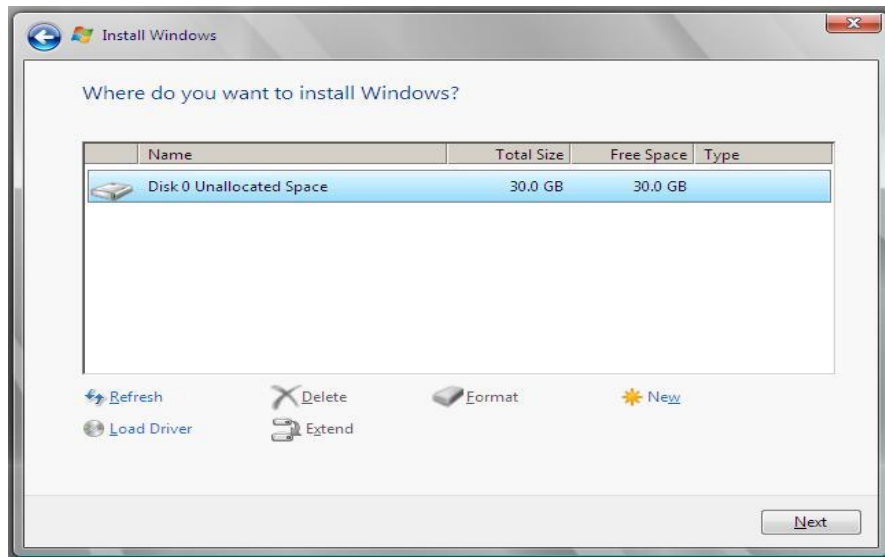 Install Windows
Where do you want to install Windows?
Name Total Size Free Space Type
Disk 0 Unallocated Space 30.0 GB 30.0 GB
Refresh Delete Format New
Load Driver Extend
Next